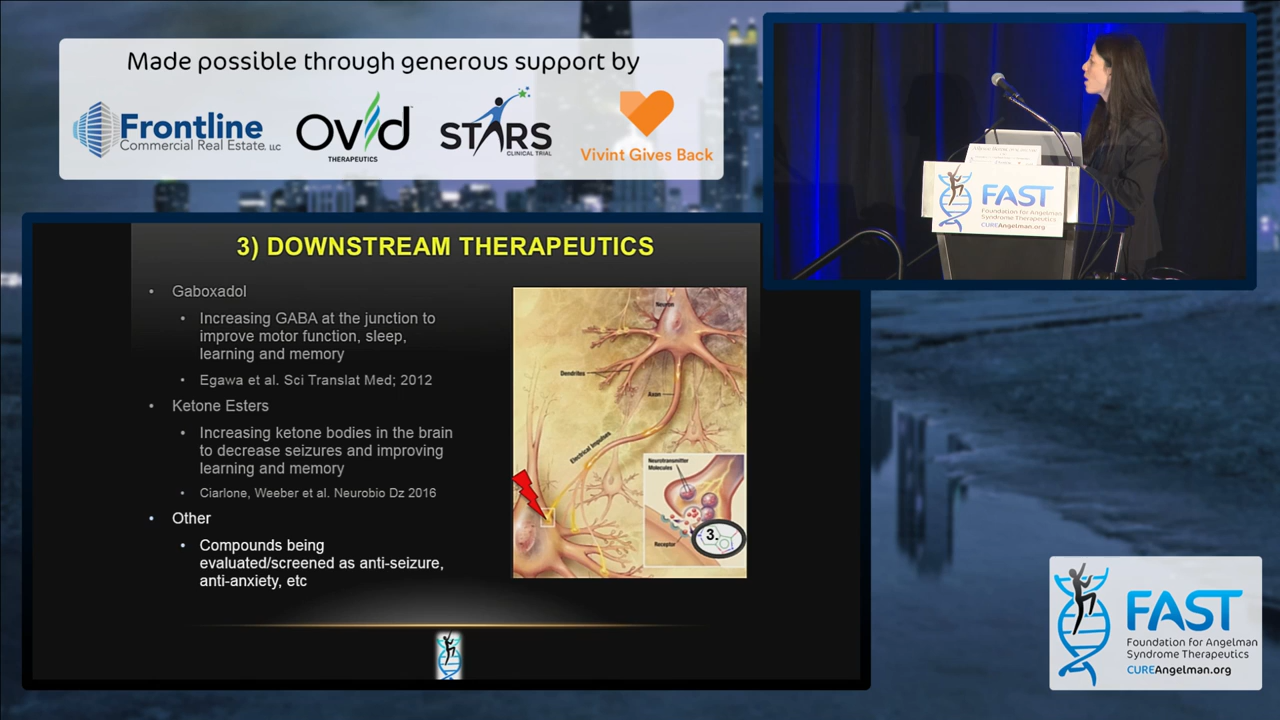 Made possible through generous support by
Frontline
Commercial Real Estate, LLC
Ovid
THERAPEUTICS
STARS
CLINICAL TRIAL
Vivint Gives Back
FAST
Foundation for Angelman
Syndrome Therapeutics
CUREAngelman.org
3) DOWNSTREAM THERAPEUTICS
• Gaboxadol
• Increasing GABA at the junction to
improve motor function, sleep,
learning and memory
• Egawa et al. Sci Translat Med; 2012
• Ketone Esters
• Increasing ketone bodies in the brain
to decrease seizures and improving
learning and memory
• Ciarlone, Weeber et al. Neurobio Dz 2016
• Other
• Compounds being
evaluated/screened as anti-seizure,
anti-anxiety, etc
Neuron
Dendrites
Axon
Electrical Impulses
Neurotransmitter
Molecules
Receptor
3.
FAST
Foundation for Angelman
Syndrome Therapeutics
CUREAngelman.org